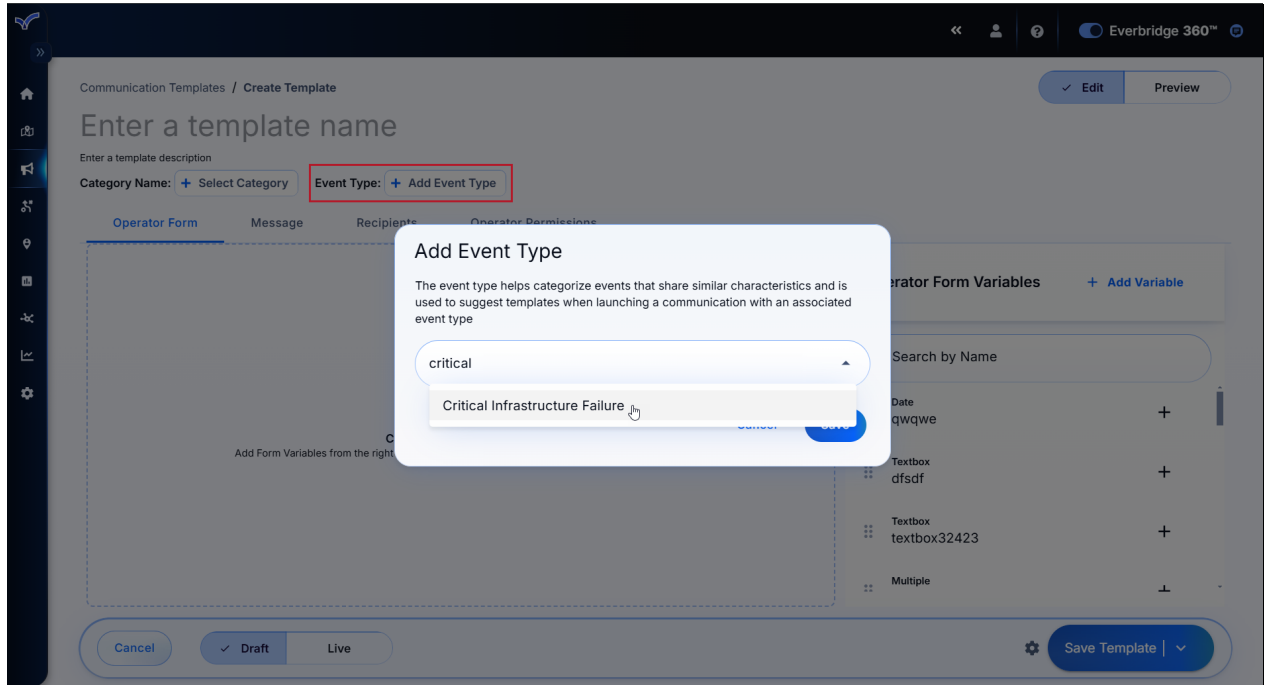 Everbridge 360™
Communication Templates / Create Template
Edit
Preview
Enter a template name
Enter a template description
Category Name: + Select Category
Event Type: + Add Event Type
Operator Form
Message
Recipients
Operator Permissions
Add Event Type
The event type helps categorize events that share similar characteristics and is
used to suggest templates when launching a communication with an associated
event type
critical
Critical Infrastructure Failure
Cancel
Save
Add Form Variables from the right
erator Form Variables
+ Add Variable
Search by Name
Date
qwqwe
Textbox
dfsdf
Textbox
textbox32423
Multiple
Cancel
Draft
Live
Save Template